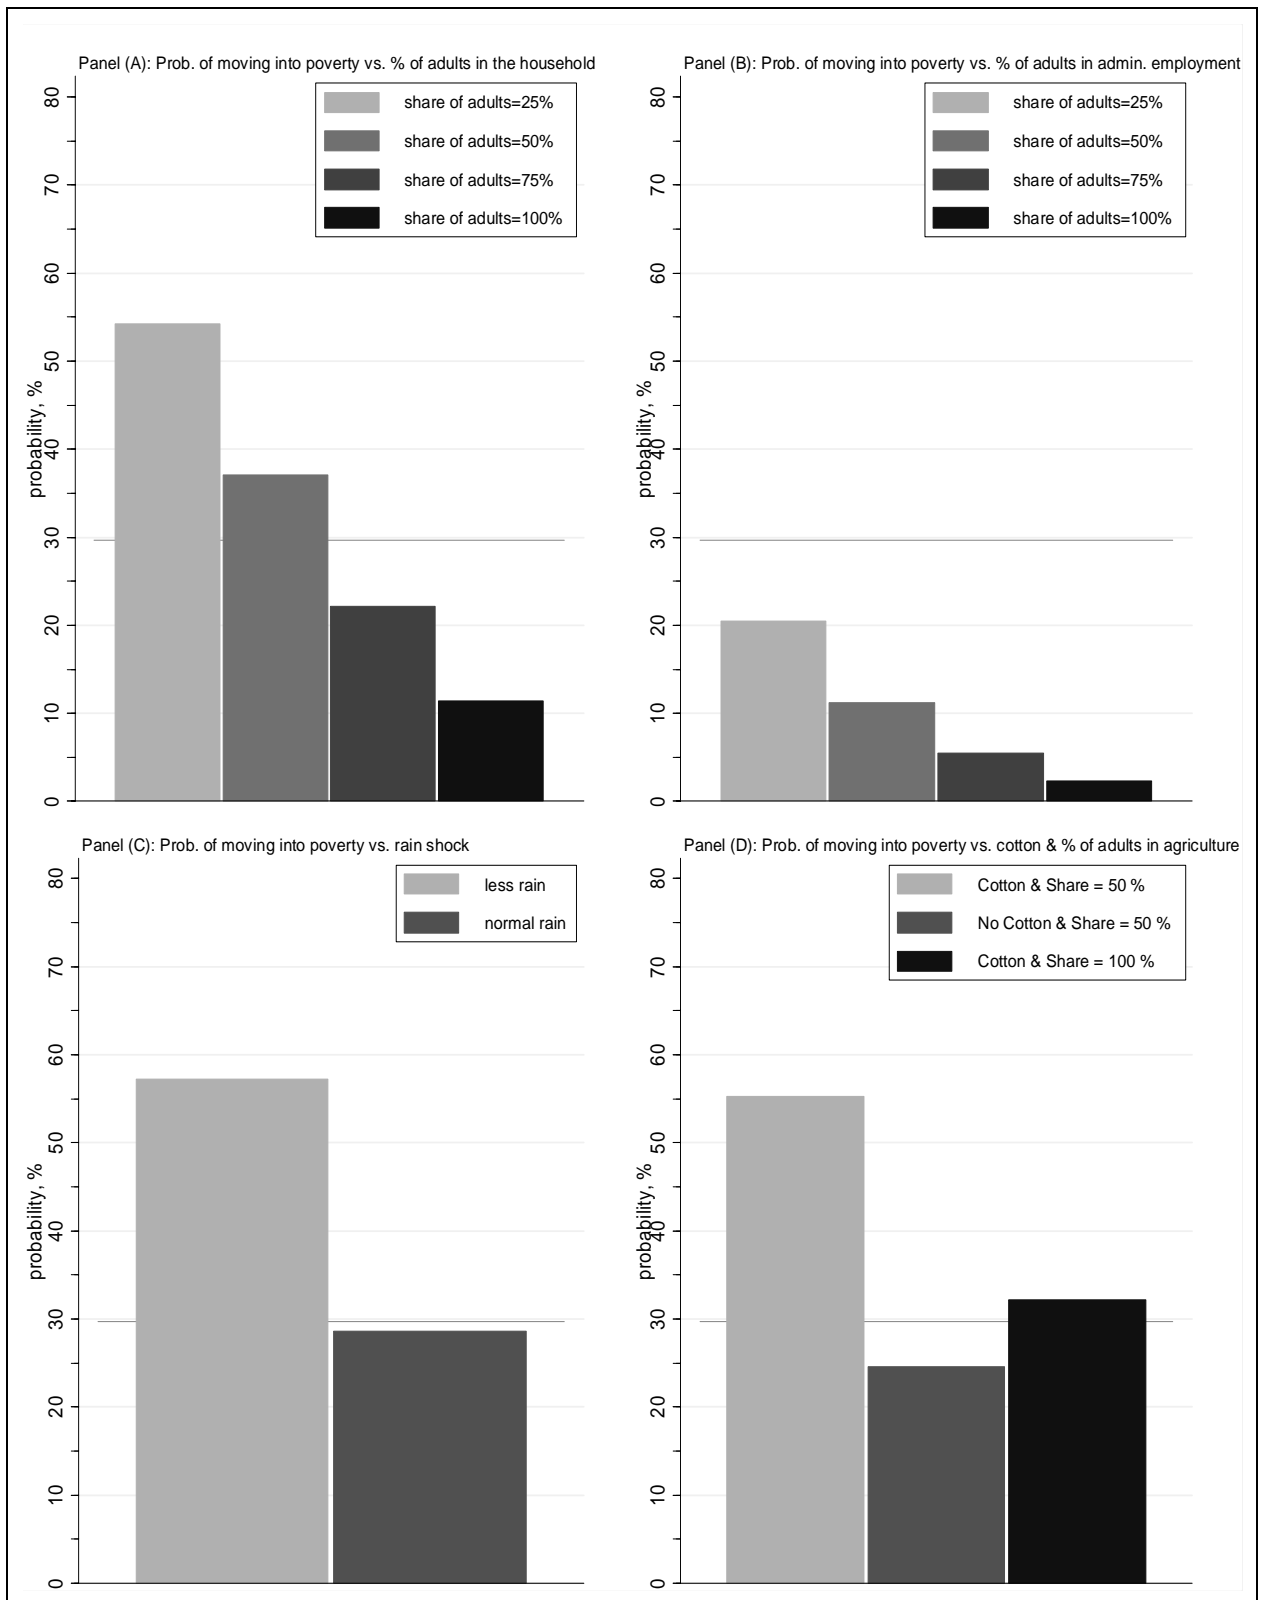 Panel (A): Prob. of moving into poverty vs. % of adults in the household
share of adults=25%
share of adults=50%
share of adults=75%
share of adults=100%
probability, %
80
70
60
50
40
30
20
10
0
Panel (B): Prob. of moving into poverty vs. % of adults in admin. employment
share of adults=25%
share of adults=50%
share of adults=75%
share of adults=100%
probability, %
80
70
60
50
40
30
20
10
0
Panel (C): Prob. of moving into poverty vs. rain shock
less rain
normal rain
probability, %
80
70
60
50
40
30
20
10
0
Panel (D): Prob. of moving into poverty vs. cotton & % of adults in agriculture
Cotton & Share = 50 %
No Cotton & Share = 50 %
Cotton & Share = 100 %
probability, %
80
70
60
50
40
30
20
10
0